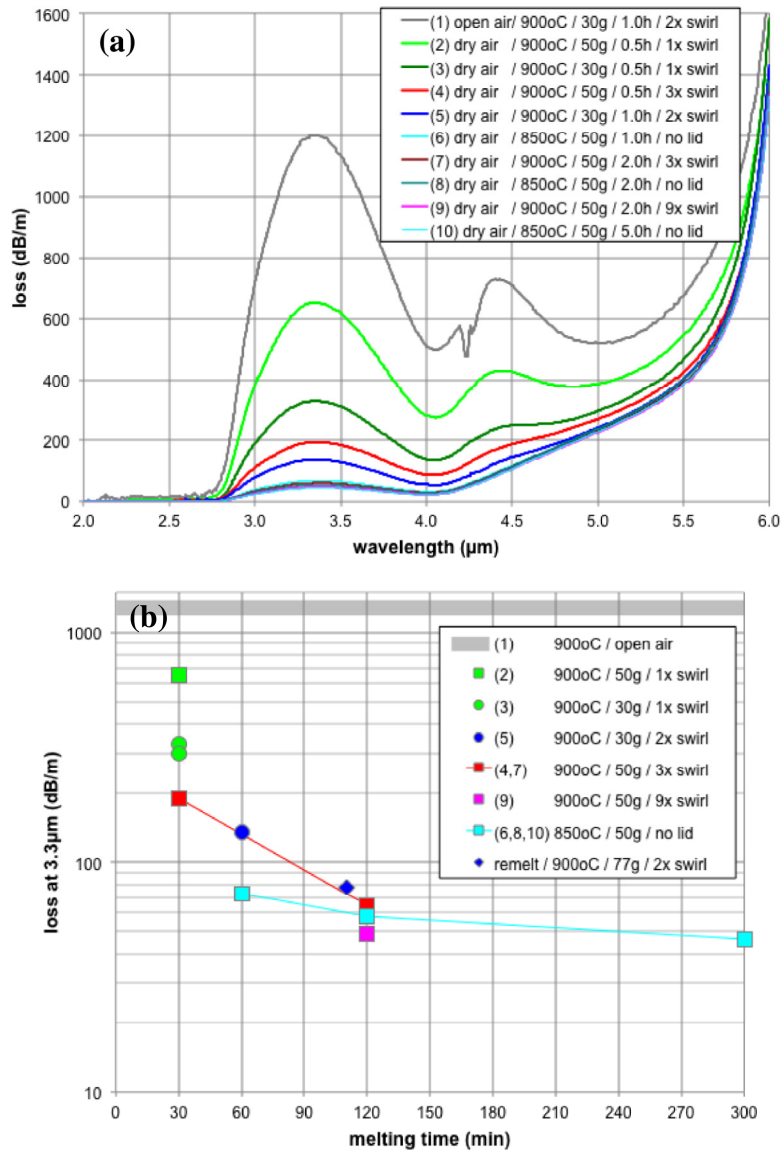 (a)
1600
1400
1200
1000
800
600
400
200
0
loss (dB/m)
(1) open air/ 900oC / 30g / 1.0h / 2x swirl
(2) dry air / 900oC / 50g / 0.5h / 1x swirl
(3) dry air / 900oC / 30g / 0.5h / 1x swirl
(4) dry air / 900oC / 50g / 0.5h / 3x swirl
(5) dry air / 900oC / 30g / 1.0h / 2x swirl
(6) dry air / 850oC / 50g / 1.0h / no lid
(7) dry air / 900oC / 50g / 2.0h / 3x swirl
(8) dry air / 850oC / 50g / 2.0h / no lid
(9) dry air / 900oC / 50g / 2.0h / 9x swirl
(10) dry air / 850oC / 50g / 5.0h / no lid
2.0 2.5 3.0 3.5 4.0 4.5 5.0 5.5 6.0
wavelength (μm)
(b)
1000
100
10
loss at 3.3μm (dB/m)
(1) 900oC / open air
(2) 900oC / 50g / 1x swirl
(3) 900oC / 30g / 1x swirl
(5) 900oC / 30g / 2x swirl
(4,7) 900oC / 50g / 3x swirl
(9) 900oC / 50g / 9x swirl
(6,8,10) 850oC / 50g / no lid
remelt / 900oC / 77g / 2x swirl
0 30 60 90 120 150 180 210 240 270 300
melting time (min)